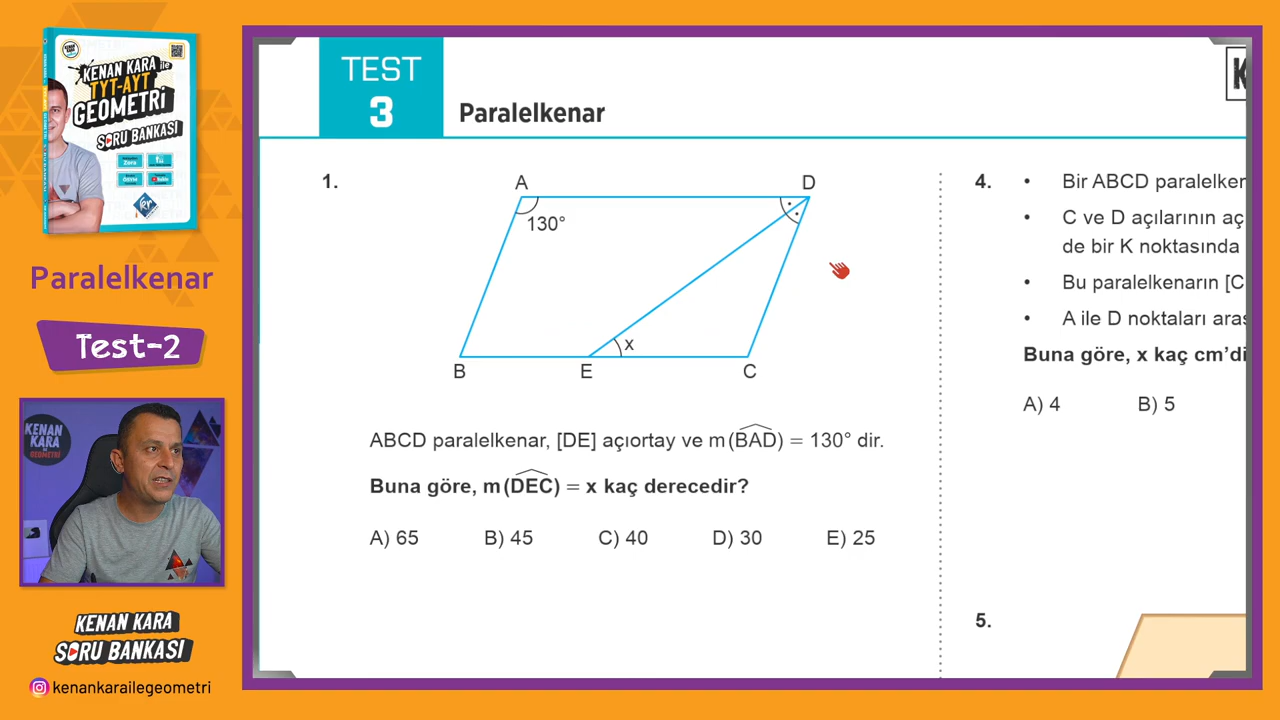 KENAN KARA ile
TYT-AYT
GEOMETRİ
SORU BANKASI
Paralelkenar
Test-2
KENAN
KARA
GEOMETRİ
KENAN KARA
SORU BANKASI
kenankarailegeometri
TEST
3
Paralelkenar
K
1.
A
D
130°
x
B
E
C
ABCD paralelkenar, [DE] açıortay ve m(BAD) = 130° dir.
Buna göre, m(DEC) = x kaç derecedir?
A) 65 B) 45 C) 40 D) 30 E) 25
4.
• Bir ABCD paralelker
• C ve D açılarının aç
de bir K noktasında
• Bu paralelkenarın [C
• A ile D noktaları aras
Buna göre, x kaç cm'di
A) 4 B) 5
5.